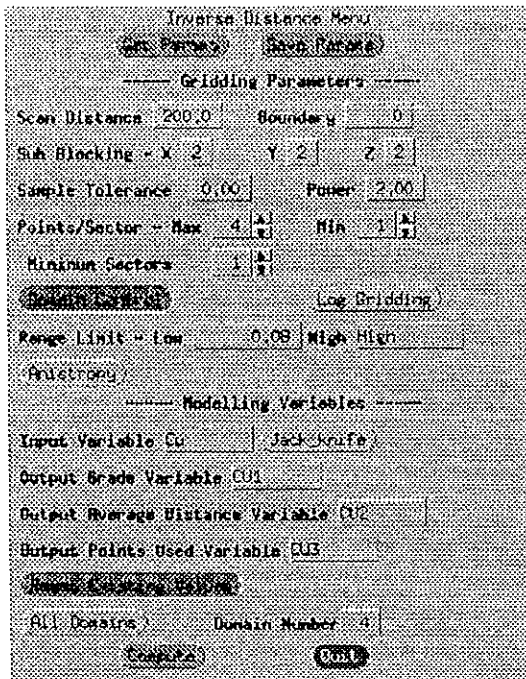 Inverse Distance Menu
Get Params Save Params
Gridding Parameters
Scan Distance 200.0 Boundary 0
Sub Blocking - X 2 Y 2 Z 2
Sample Tolerance 0.00 Power 2.00
Points/Sector - Max 4 Min 1
Mininum Sectors 1
Domain Control Log Gridding
Range Limit - Low 0.08 High High
Anistropy
Modelling Variables
Input Variable Cu Jack-knife
Output Grade Variable CU1
Output Average Distance Variable CU2
Output Points Used Variable CU3
Existing
All Domains Domain Number 4
Compute Quit